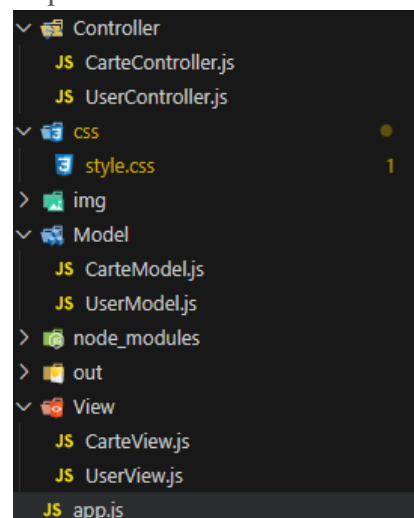 Controller
JS CarteController.js
JS UserController.js
css
style.css 1
img
Model
JS CarteModel.js
JS UserModel.js
node_modules
out
View
JS CarteView.js
JS UserView.js
JS app.js